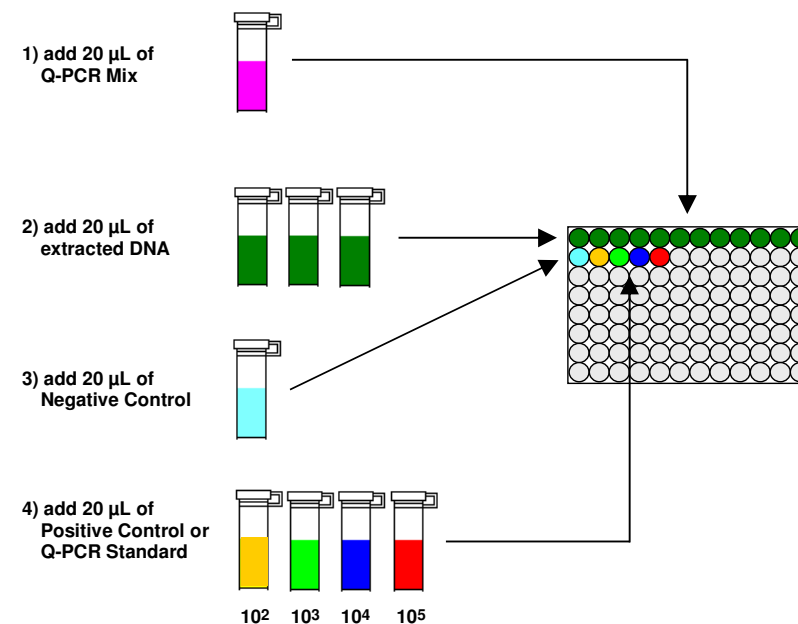 1) add 20 µL of
Q-PCR Mix
2) add 20 µL of
extracted DNA
3) add 20 µL of
Negative Control
4) add 20 µL of
Positive Control or
Q-PCR Standard
10² 10³ 10⁴ 10⁵